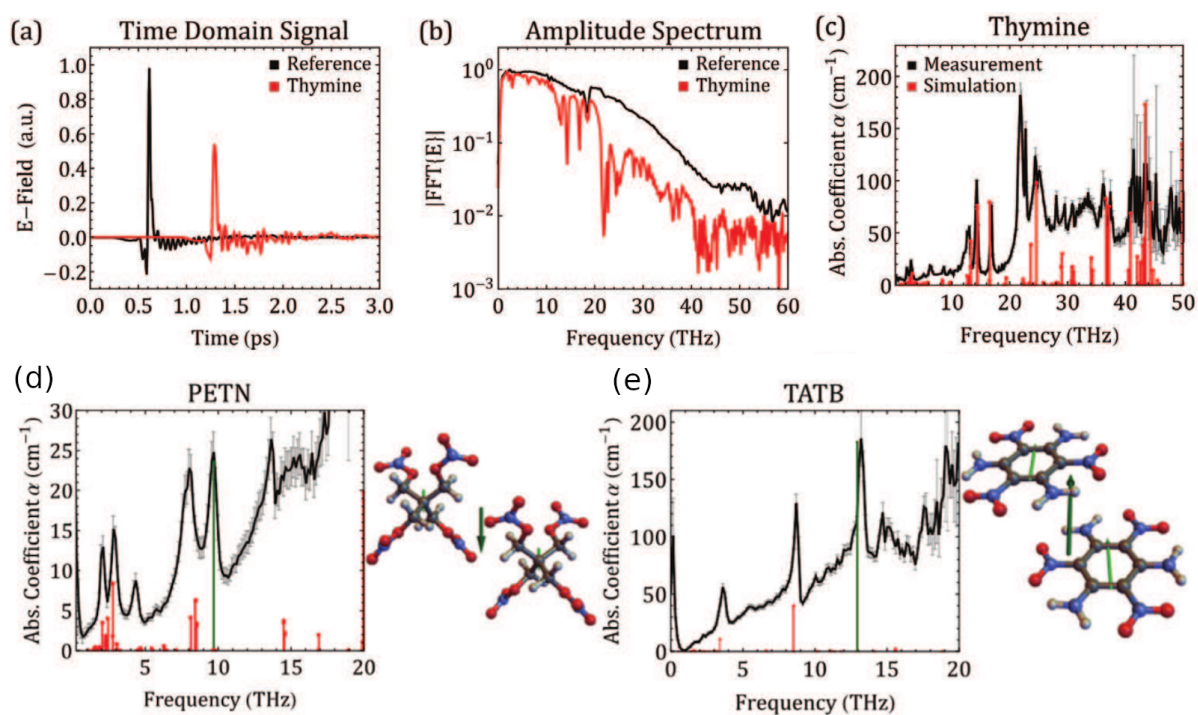 (a) Time Domain Signal
Reference
Thymine
1.0
0.8
0.6
0.4
0.2
0.0
−0.2
E−Field (a.u.)
0.0 0.5 1.0 1.5 2.0 2.5 3.0
Time (ps)
(b) Amplitude Spectrum
Reference
Thymine
10⁰
10⁻¹
10⁻²
10⁻³
|FFT{E}|
0 10 20 30 40 50 60
Frequency (THz)
(c) Thymine
Measurement
Simulation
200
150
100
50
0
Abs. Coefficient α (cm⁻¹)
10 20 30 40 50
Frequency (THz)
(d) PETN
30
25
20
15
10
5
0
Abs. Coefficient α (cm⁻¹)
5 10 15 20
Frequency (THz)
(e) TATB
200
150
100
50
0
Abs. Coefficient α (cm⁻¹)
5 10 15 20
Frequency (THz)